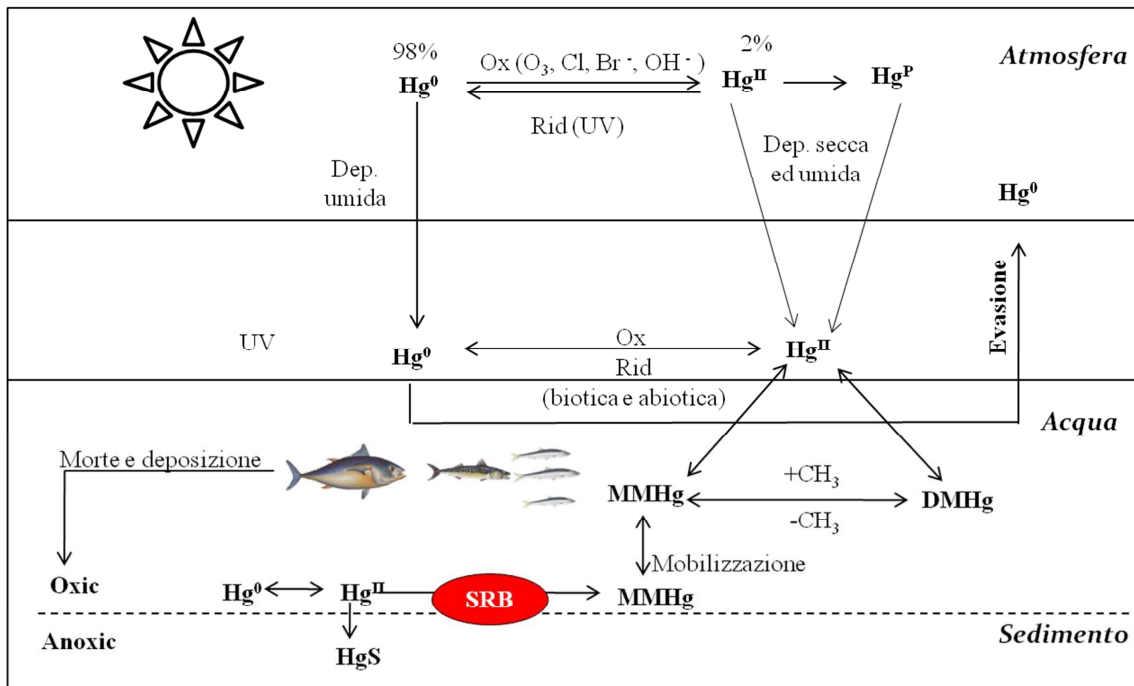 98%
2%
Ox (O₃, Cl, Br⁻, OH⁻)
Atmosfera
Hg⁰
Hgᴵᴵ
Hgᴾ
Rid (UV)
Dep.
umida
Dep. secca
ed umida
Hg⁰
UV
Hg⁰
Ox
Rid
(biotica e abiotica)
Hgᴵᴵ
Evasione
Acqua
Morte e deposizione
MMHg
+CH₃
-CH₃
DMHg
Mobilizzazione
Oxic
Hg⁰
Hgᴵᴵ
SRB
MMHg
Anoxic
HgS
Sedimento